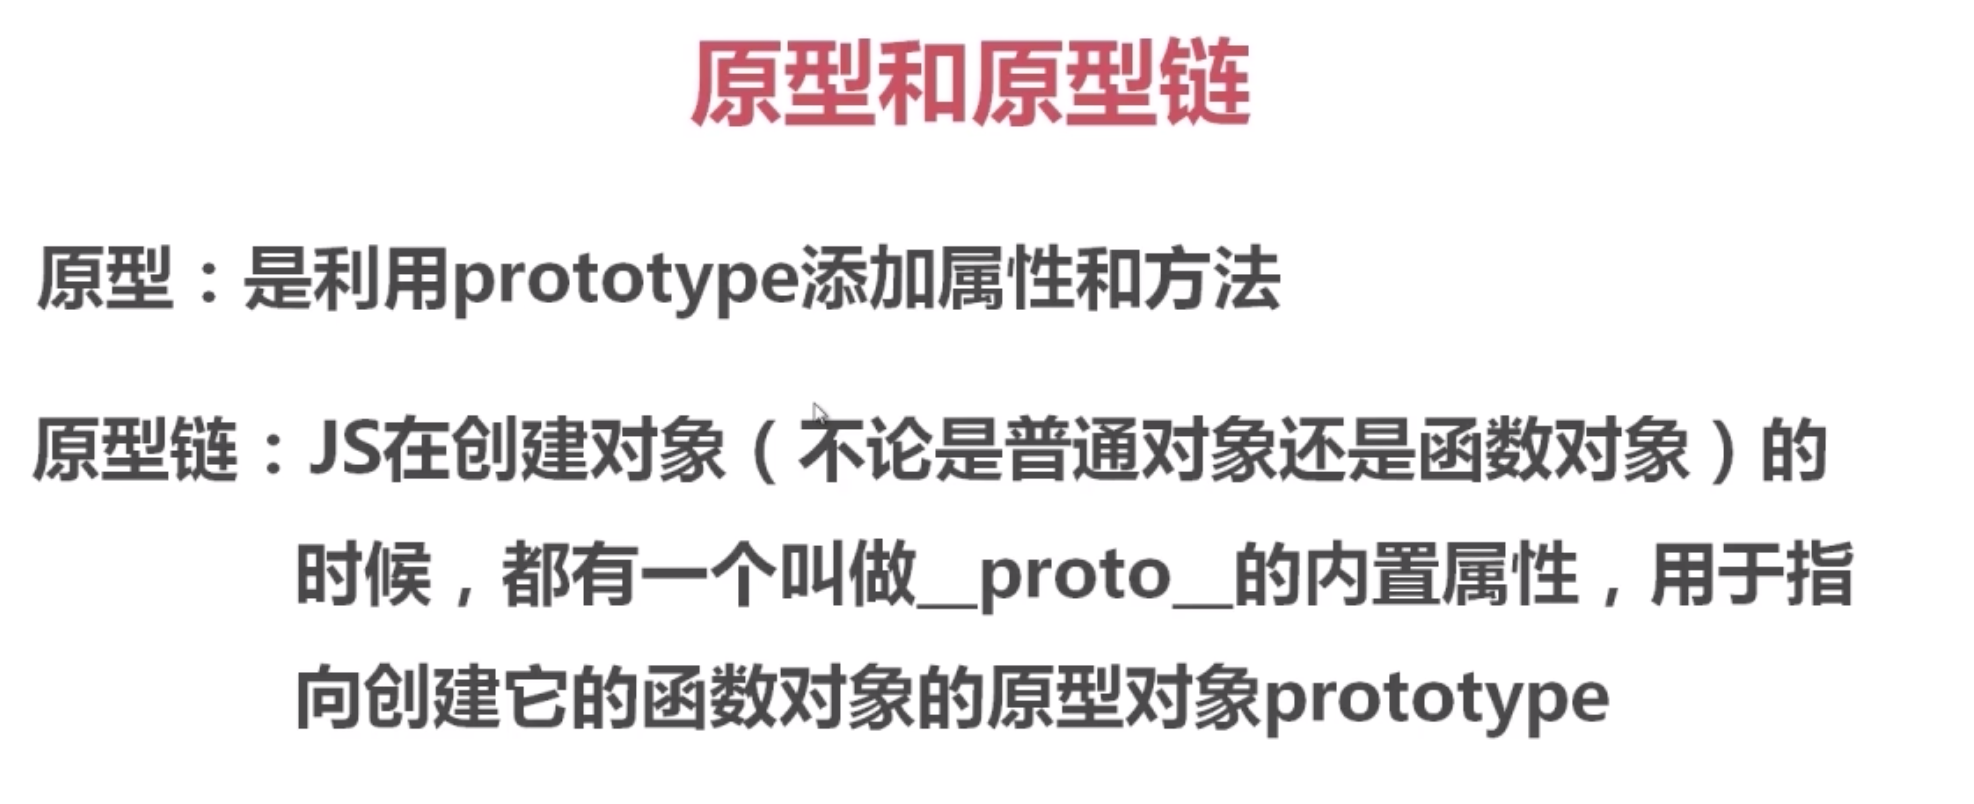 原型和原型链
原型：是利用prototype添加属性和方法
原型链：JS在创建对象（不论是普通对象还是函数对象）的
时候，都有一个叫做__proto__的内置属性，用于指
向创建它的函数对象的原型对象prototype